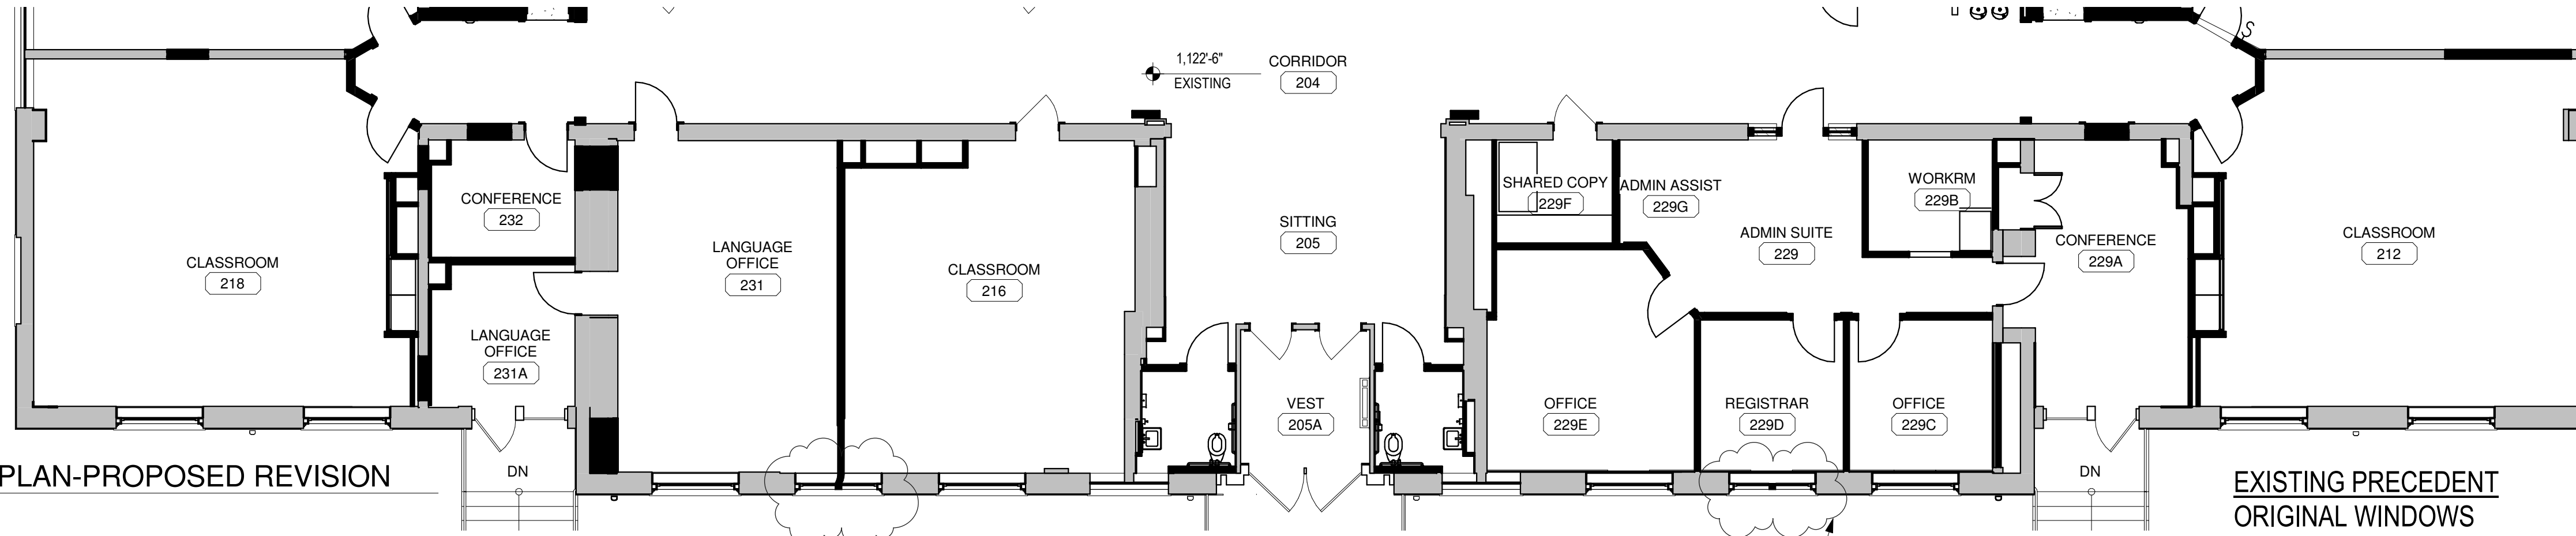 S
1,122'-6"
EXISTING
CORRIDOR
204
CONFERENCE
232
LANGUAGE
OFFICE
231
CLASSROOM
218
CLASSROOM
216
LANGUAGE
OFFICE
231A
SITTING
205
SHARED COPY
229F
ADMIN ASSIST
229G
WORKRM
229B
ADMIN SUITE
229
CONFERENCE
229A
CLASSROOM
212
VEST
205A
OFFICE
229E
REGISTRAR
229D
OFFICE
229C
PLAN-PROPOSED REVISION
DN
DN
EXISTING PRECEDENT
ORIGINAL WINDOWS